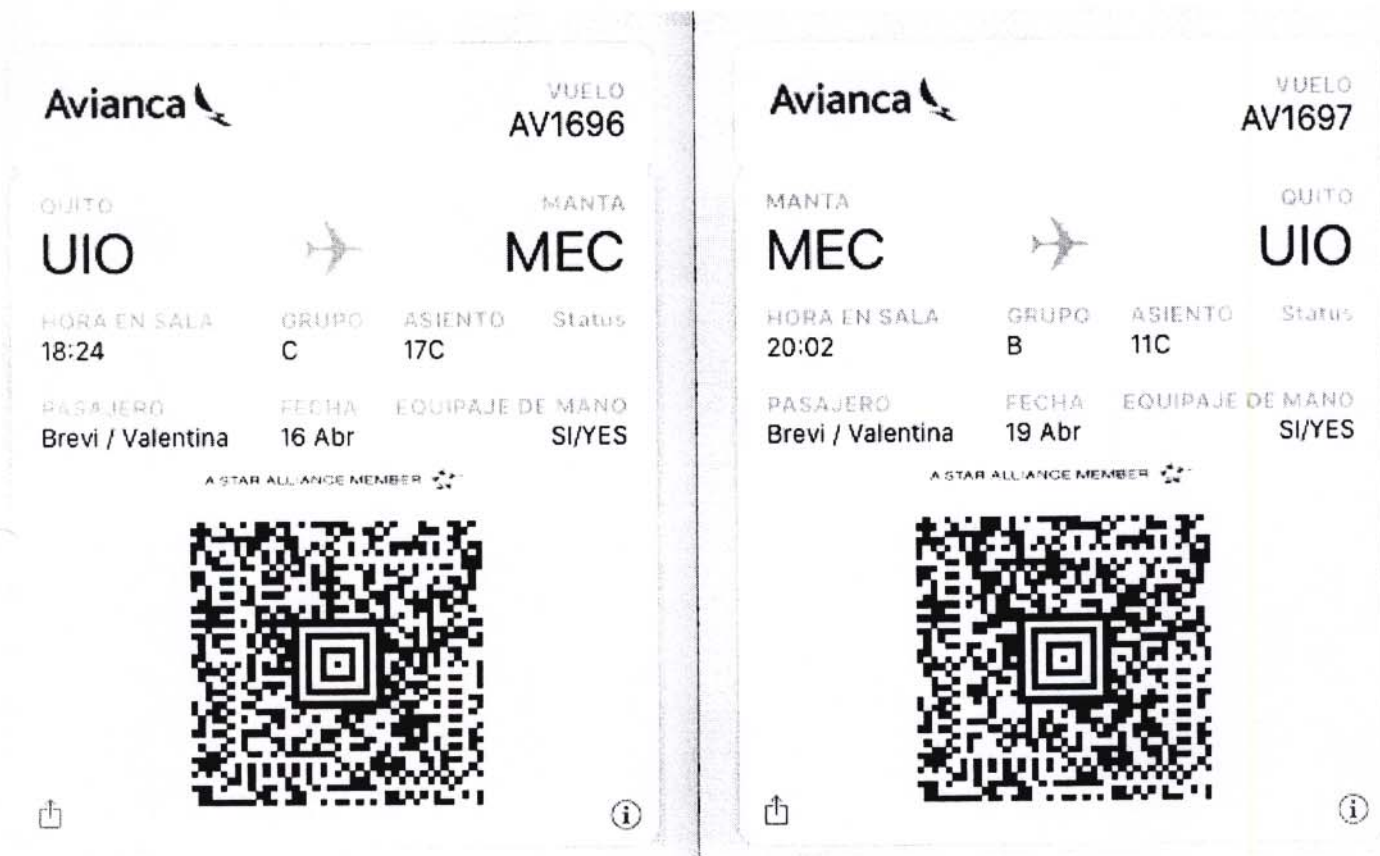 Avianca
VUELO
AV1696
QUITO
MANTA
UIO
MEC
HORA EN SALA GRUPO ASIENTO Status
18:24 C 17C
PASAJERO FECHA EQUIPAJE DE MANO
Brevi / Valentina 16 Abr SI/YES
A STAR ALLIANCE MEMBER
Avianca
VUELO
AV1697
MANTA
QUITO
MEC
UIO
HORA EN SALA GRUPO ASIENTO Status
20:02 B 11C
PASAJERO FECHA EQUIPAJE DE MANO
Brevi / Valentina 19 Abr SI/YES
A STAR ALLIANCE MEMBER